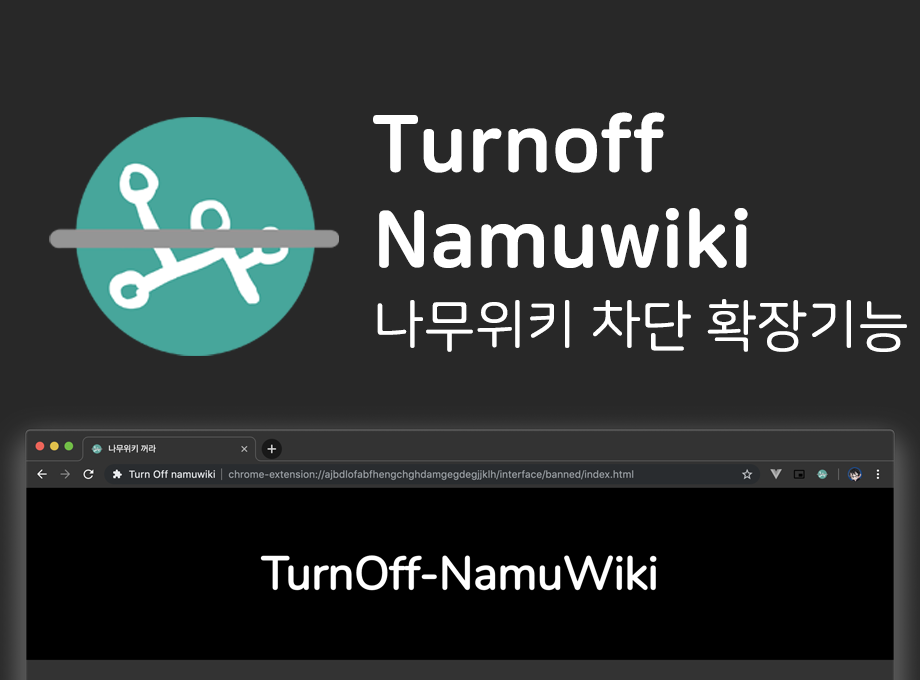 Turnoff
Namuwiki
나무위키 차단 확장기능
나무위키 꺼라
Turn Off namuwiki | chrome-extension://ajbdlofabfhengchghdamgegdegjjklh/interface/banned/index.html
TurnOff-NamuWiki